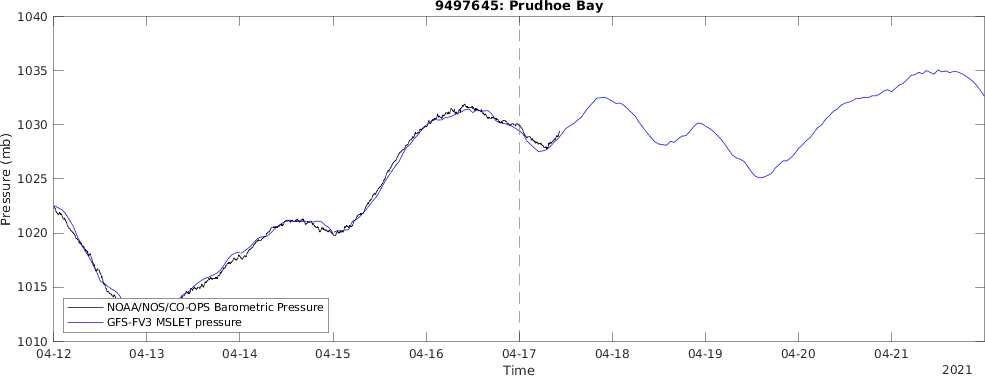 9497645: Prudhoe Bay
1040
1035
1030
1025
1020
1015
1010
Pressure (mb)
NOAA/NOS/CO-OPS Barometric Pressure
GFS-FV3 MSLET pressure
04-12 04-13 04-14 04-15 04-16 04-17 04-18 04-19 04-20 04-21
Time
2021